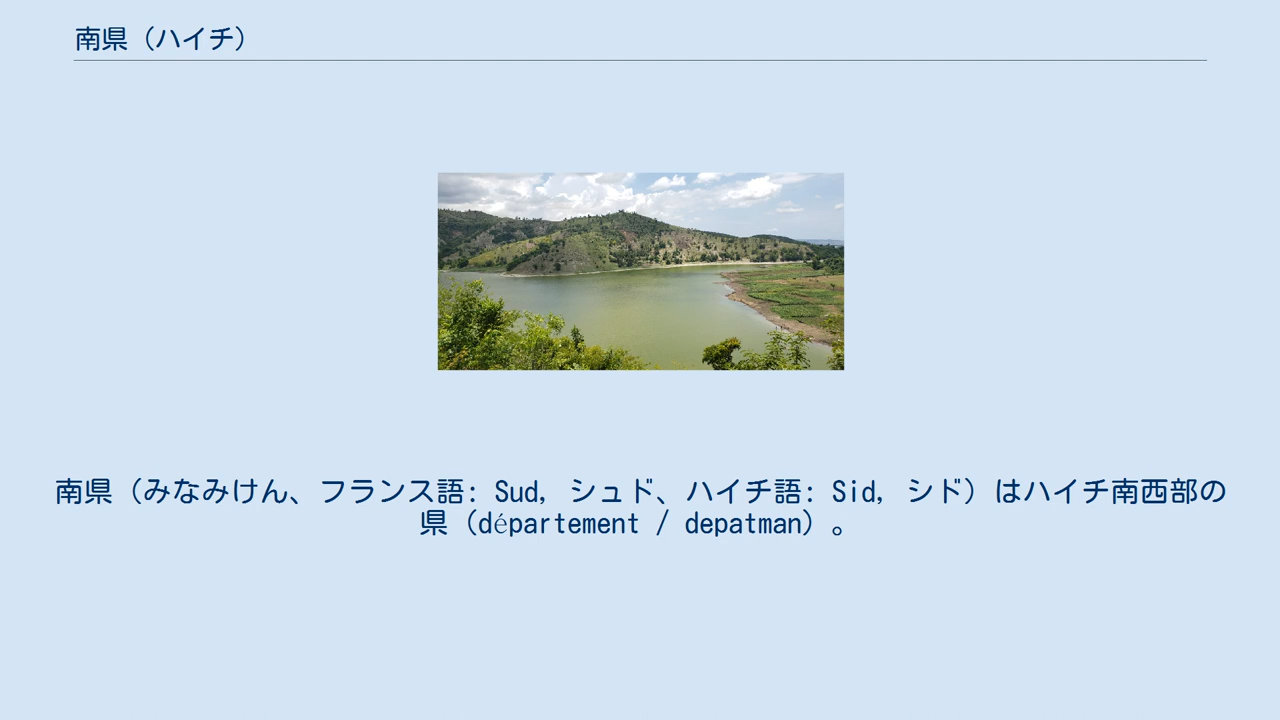 南県（ハイチ）
南県（みなみけん、フランス語: Sud, シュド、ハイチ語: Sid, シド）はハイチ南西部の
県（département / depatman）。